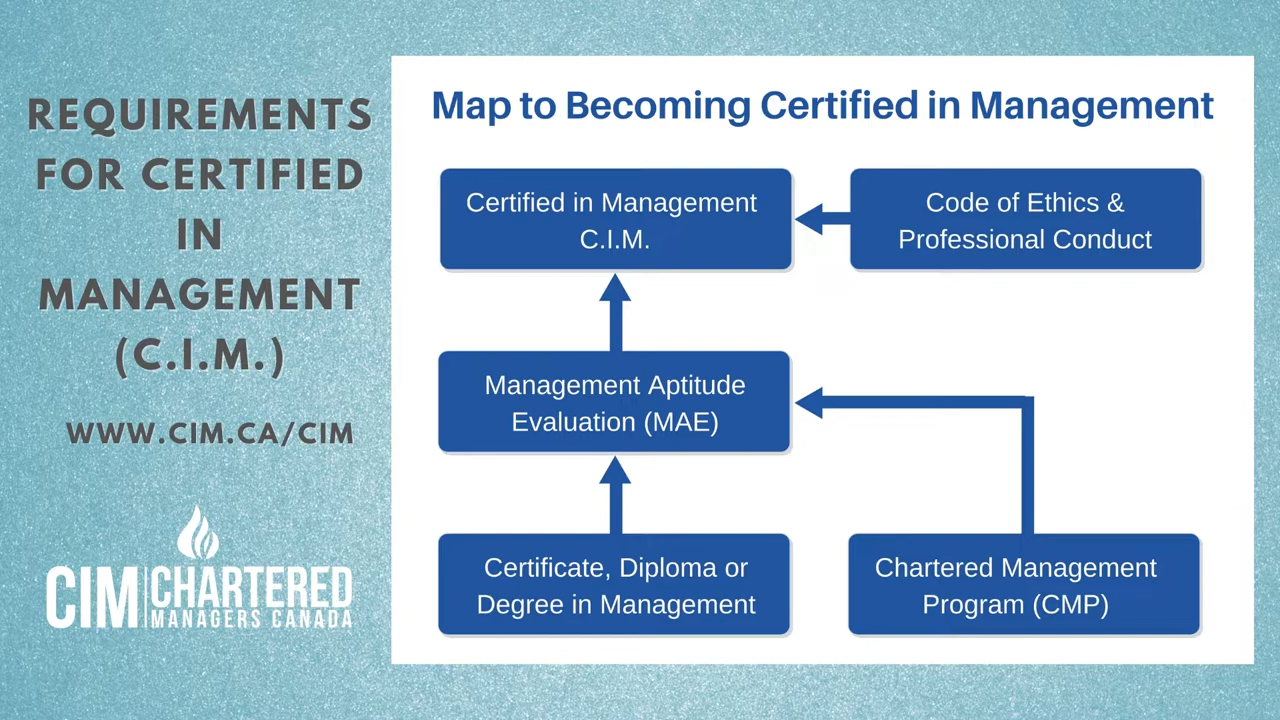 REQUIREMENTS
FOR CERTIFIED
IN
MANAGEMENT
(C.I.M.)
WWW.CIM.CA/CIM
CIM CHARTERED
MANAGERS CANADA
Map to Becoming Certified in Management
Certified in Management
C.I.M.
Code of Ethics &
Professional Conduct
Management Aptitude
Evaluation (MAE)
Certificate, Diploma or
Degree in Management
Chartered Management
Program (CMP)